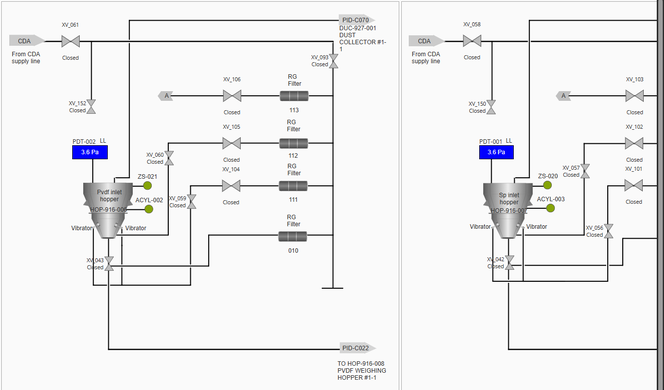 XV_061
CDA
From CDA
supply line
Closed
XV_152
Closed
PDT-002 LL
3.6 Pa
Pvdf inlet
hopper
HOP-916-006
ZS-021
ACYL-002
Vibrator
Vibrator
XV_043
Closed
XV_060
Closed
XV_059
Closed
A
XV_106
Closed
RG
Filter
113
XV_105
Closed
RG
Filter
112
XV_104
Closed
RG
Filter
111
RG
Filter
010
PID-C070
DUC-927-001
DUST
COLLECTOR #1-
1
XV_093
Closed
PID-C022
TO HOP-916-008
PVDF WEIGHING
HOPPER #1-1
XV_058
CDA
From CDA
supply line
Closed
XV_150
Closed
PDT-001 LL
3.6 Pa
Sp inlet
hopper
ZS-020
ACYL-003
Vibrator
Vibrator
XV_042
Closed
XV_057
Closed
XV_056
Closed
A
XV_103
Closed
XV_102
Closed
XV_101
Closed